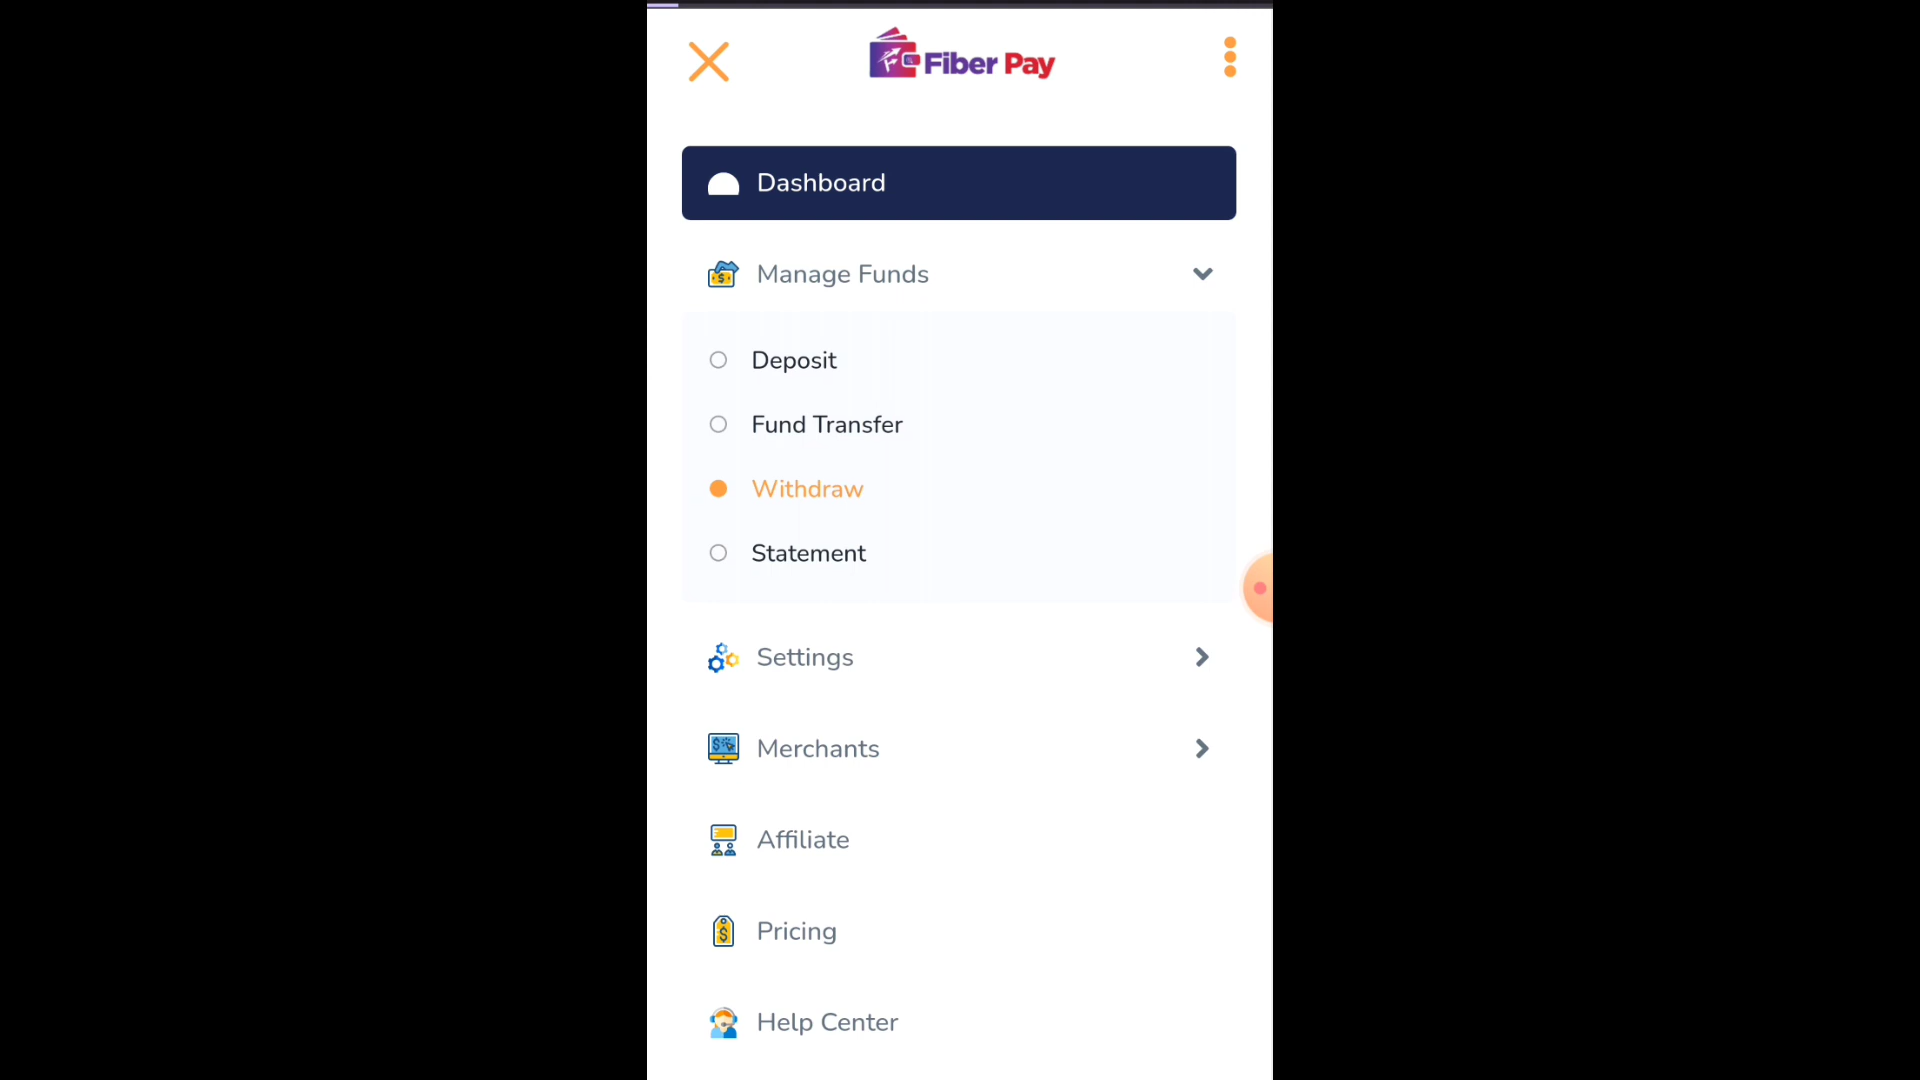 Fiber Pay
Dashboard
Manage Funds
Deposit
Fund Transfer
Withdraw
Statement
Settings
Merchants
Affiliate
Pricing
Help Center